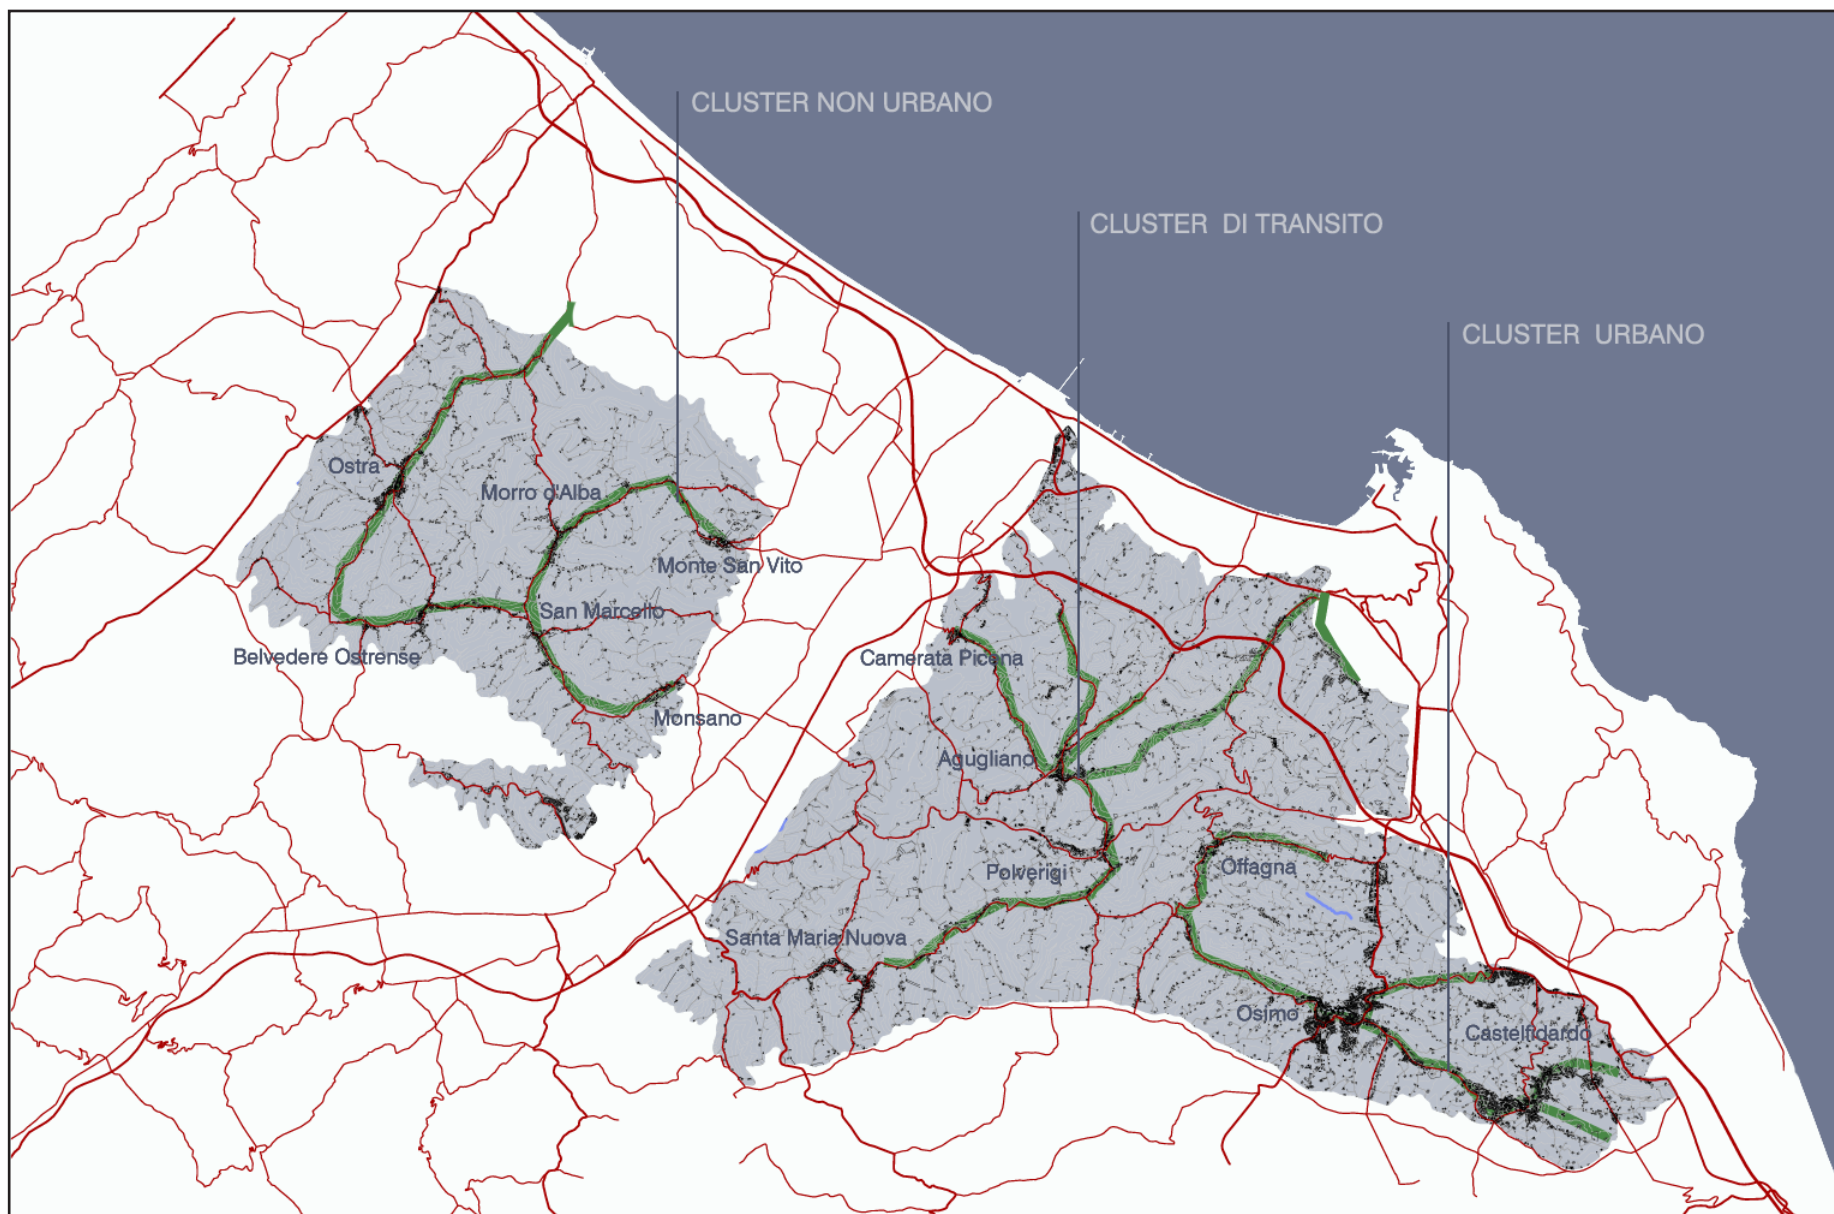 CLUSTER NON URBANO
CLUSTER DI TRANSITO
CLUSTER URBANO
Ostra
Morro d'Alba
Monte San Vito
San Marcello
Belvedere Ostrense
Camerata Picena
Monsano
Agugliano
Polverigi
Offagna
Santa Maria Nuova
Osimo
Castelfidardo